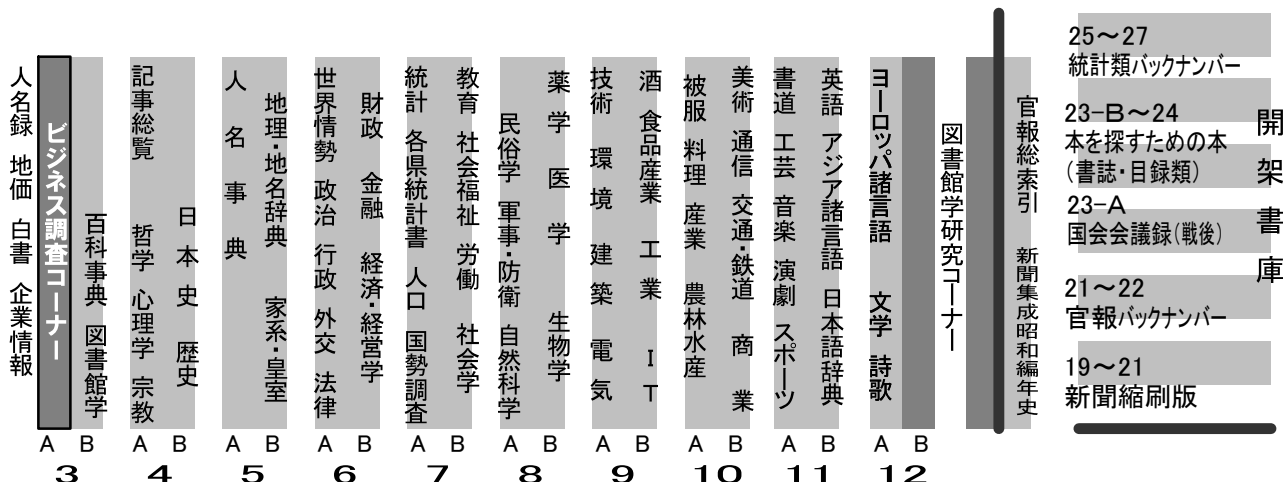 人名録 地価 白書 企業情報
ビジネス調査コーナー
百科事典 図書館学
記事総覧 哲学 心理学 宗教
日本史 歴史
人名事典
地理・地名辞典 家系・皇室
世界情勢 政治 行政 外交 法律
財政 金融 経済・経営学
統計 各県統計書 人口 国勢調査
教育 社会福祉 労働 社会学
民俗学 軍事・防衛 自然科学
薬学 医学 生物学
技術 環境 建築 電気
酒 食品産業 工業 IT
被服 料理 産業 農林水産
美術 通信 交通・鉄道 商業
書道 工芸 音楽 演劇 スポーツ
英語 アジア諸言語 日本語辞典
ヨーロッパ諸言語 文学 詩歌
図書館学研究コーナー
官報総索引 新聞集成昭和編年史
25～27
統計類バックナンバー
23-B～24
本を探すための本
(書誌・目録類)
23-A
国会会議録(戦後)
21～22
官報バックナンバー
19～21
新聞縮刷版
開架書庫
A B A B A B A B A B A B A B A B A B A B
3 4 5 6 7 8 9 10 11 12